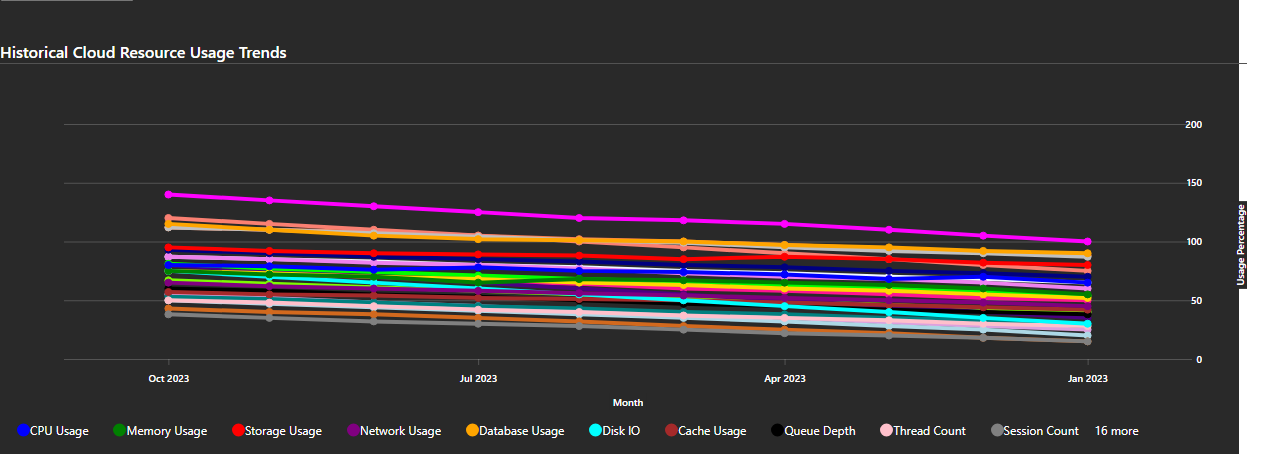 Historical Cloud Resource Usage Trends
200
150
100
50
0
Usage Percentage
Oct 2023
Jul 2023
Apr 2023
Jan 2023
Month
CPU Usage
Memory Usage
Storage Usage
Network Usage
Database Usage
Disk IO
Cache Usage
Queue Depth
Thread Count
Session Count
16 more